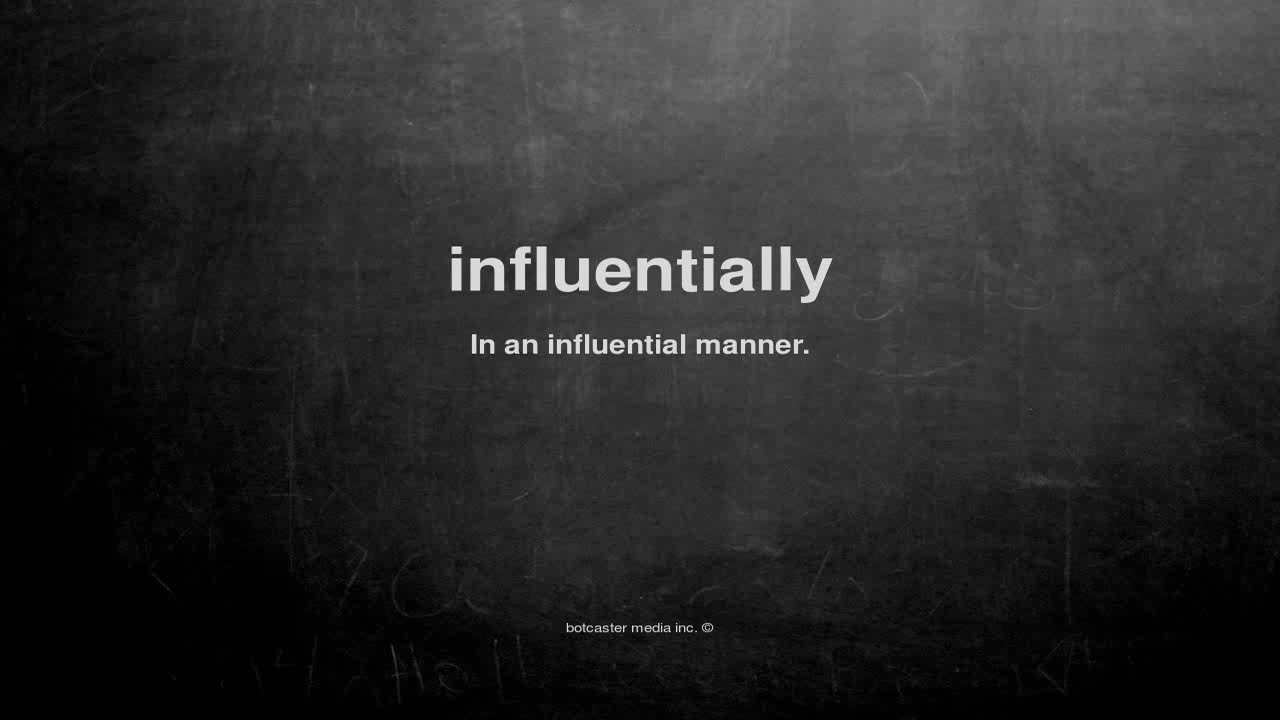 influentially
In an influential manner.
botcaster media inc. ©